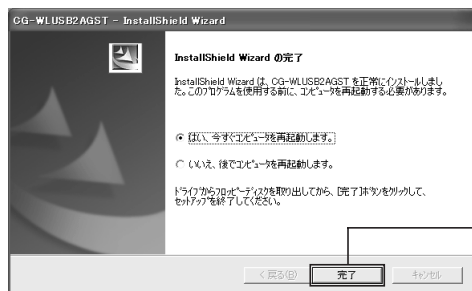 CG-WLUSB2AGST - InstallShield Wizard
InstallShield Wizard の完了
InstallShield Wizard は、CG-WLUSB2AGST を正常にインストールしまし
た。このプログラムを使用する前に、コンピュータを再起動する必要があります。
はい、今すぐコンピュータを再起動します。
いいえ、後でコンピュータを再起動します。
ドライブからフロッピーディスクを取り出してから、[完了]ボタンをクリックして、
セットアップを終了してください。
< 戻る(B)
完了
キャンセル